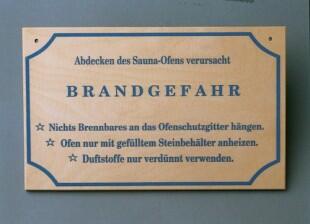 Abdecken des Sauna-Ofens verursacht
BRANDGEFAHR
☆ Nichts Brennbares an das Ofenschutzgitter hängen.
☆ Ofen nur mit gefülltem Steinbehälter anheizen.
☆ Duftstoffe nur verdünnt verwenden.